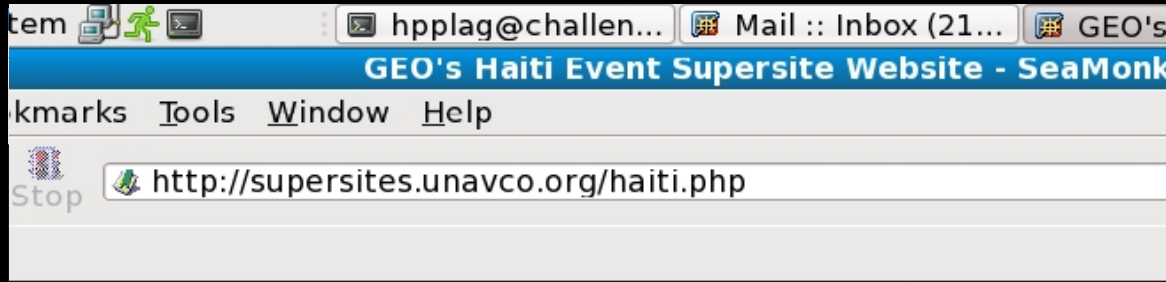 tem hpplag@challen... Mail :: Inbox (21... GEO's
GEO's Haiti Event Supersite Website - SeaMonk
kmarks Tools Window Help
Stop http://supersites.unavco.org/haiti.php